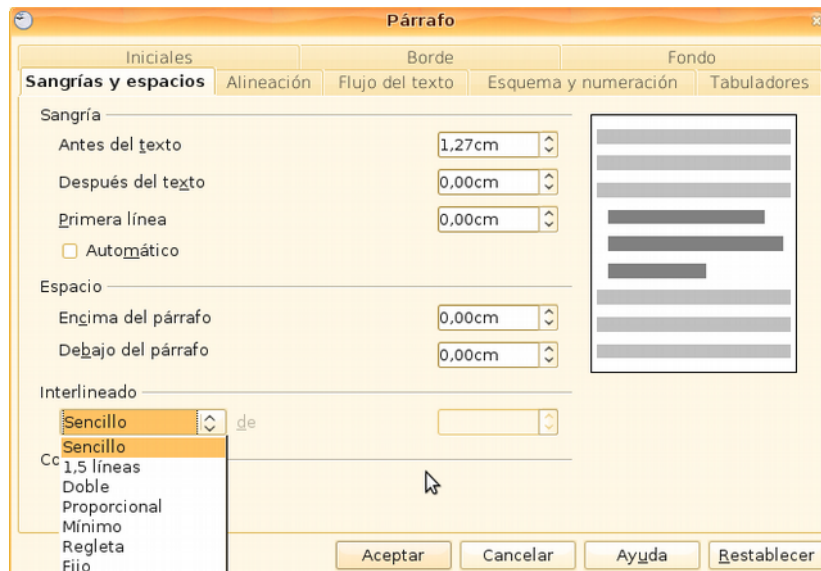 Párrafo
Iniciales Borde Fondo
Sangrías y espacios Alineación Flujo del texto Esquema y numeración Tabuladores
Sangría
Antes del texto 1,27cm
Después del texto 0,00cm
Primera línea 0,00cm
Automático
Espacio
Encima del párrafo 0,00cm
Debajo del párrafo 0,00cm
Interlineado
Sencillo de
Sencillo
Co
1,5 líneas
Doble
Proporcional
Mínimo
Regleta
Fijo
Aceptar Cancelar Ayuda Restablecer